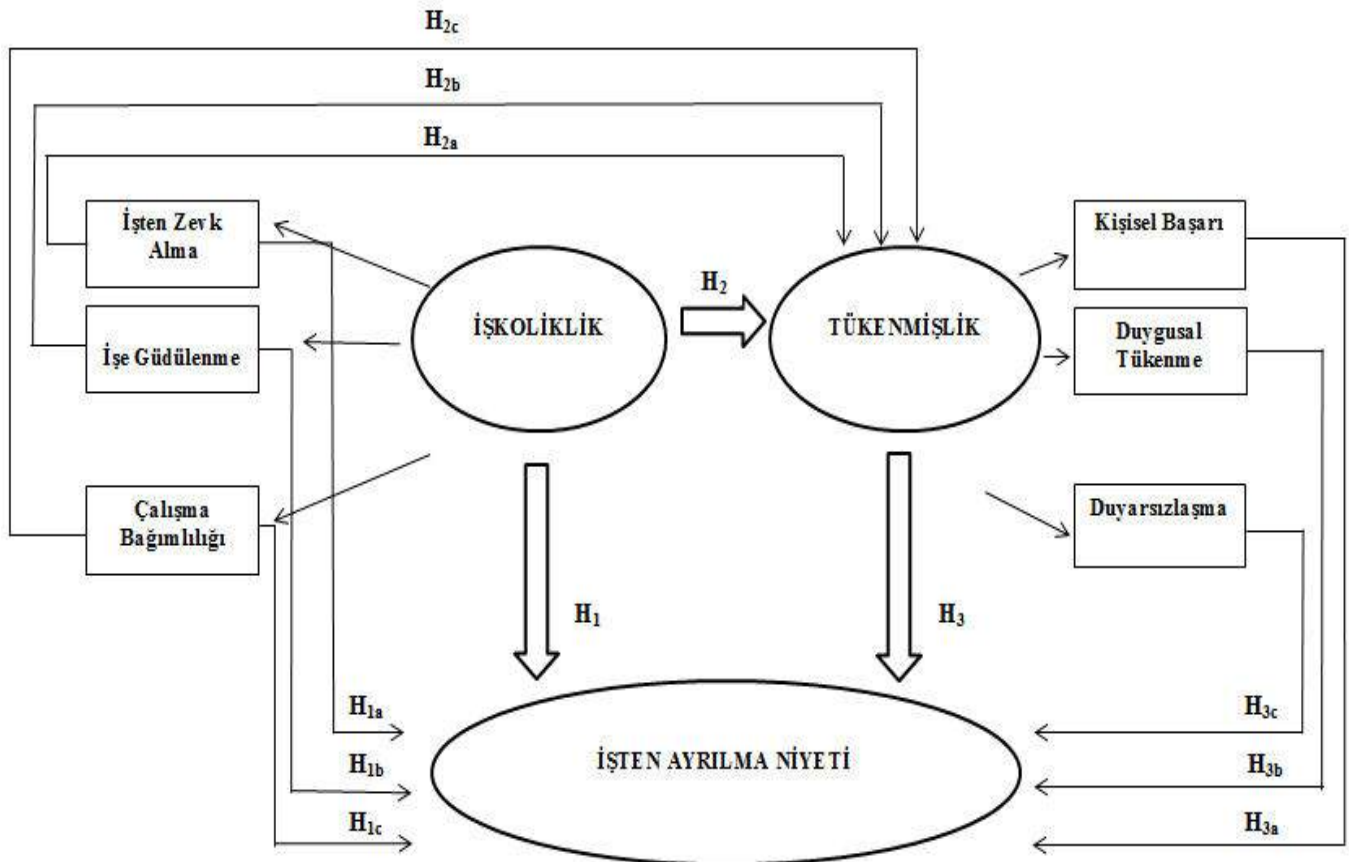 H2c
H2b
H2a
İşten Zevk
Alma
Kişisel Başarı
H2
İŞKOLİKLİK
TÜKENMİŞLİK
İşe Güdülenme
Duygusal
Tükenme
Çalışma
Bağımlılığı
Duyarsızlaşma
H1
H3
H1a
H3c
İŞTEN AYRILMA NİYETİ
H1b
H3b
H1c
H3a